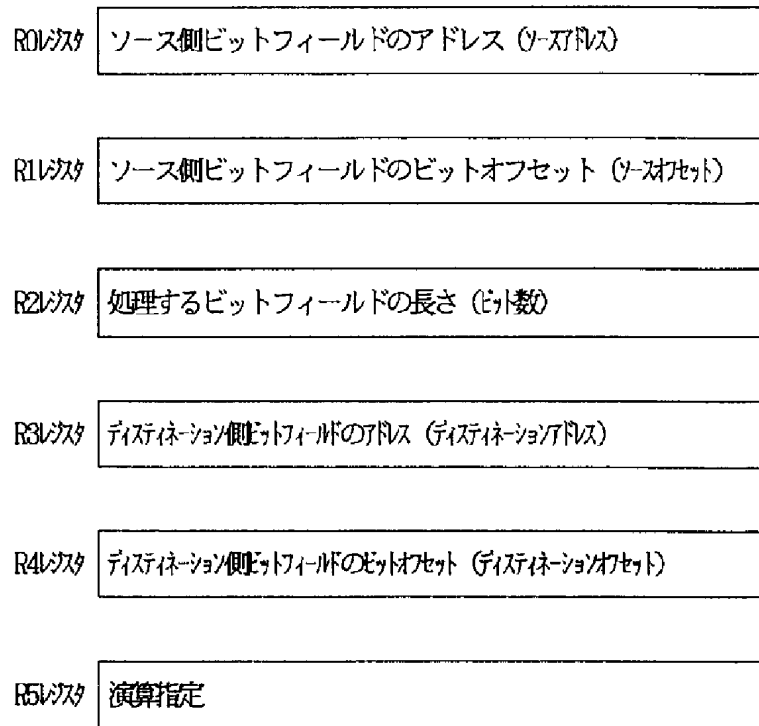 R0レジスタ ソース側ビットフィールドのアドレス (ソースアドレス)
R1レジスタ ソース側ビットフィールドのビットオフセット (ソースオフセット)
R2レジスタ 処理するビットフィールドの長さ (ビット数)
R3レジスタ ディスティネーション側ビットフィールドのアドレス (ディスティネーションアドレス)
R4レジスタ ディスティネーション側ビットフィールドのビットオフセット (ディスティネーションオフセット)
R5レジスタ 演算指定